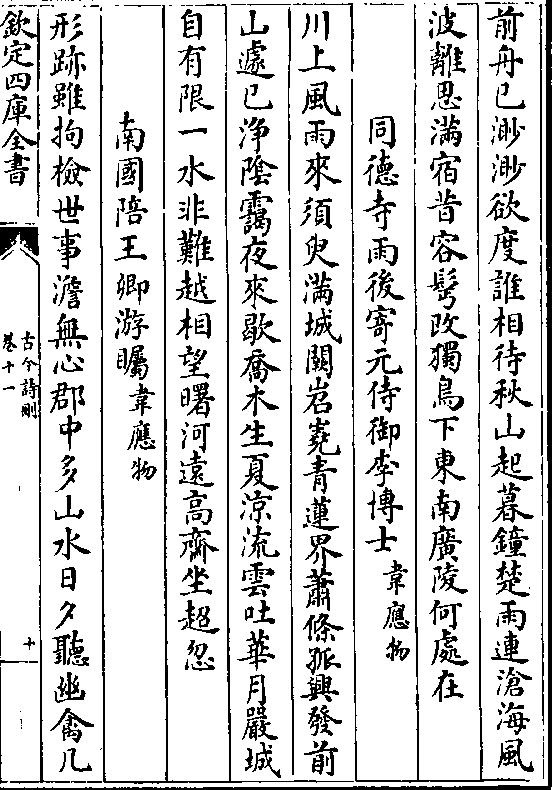 前舟已渺渺欲度誰相待秋山起暮鐘楚雨連滄海風
波離思滿宿昔容髩改獨鳥下東南廣陵何處在
同德寺雨後寄元侍御李博士 韋應物
川上風雨來須臾滿城闕岧嶤青蓮界蕭條孤興發前
山遽已浄陰靄夜來歇喬木生夏凉流雲吐華月嚴城
自有限一水非難越相望曙河遠高齋坐超忽
南國陪王卿游矚 韋應物
形跡雖拘檢世事澹無心郡中多山水日夕聽幽禽几
欽定四庫全書
古今詩刪
卷十一
十